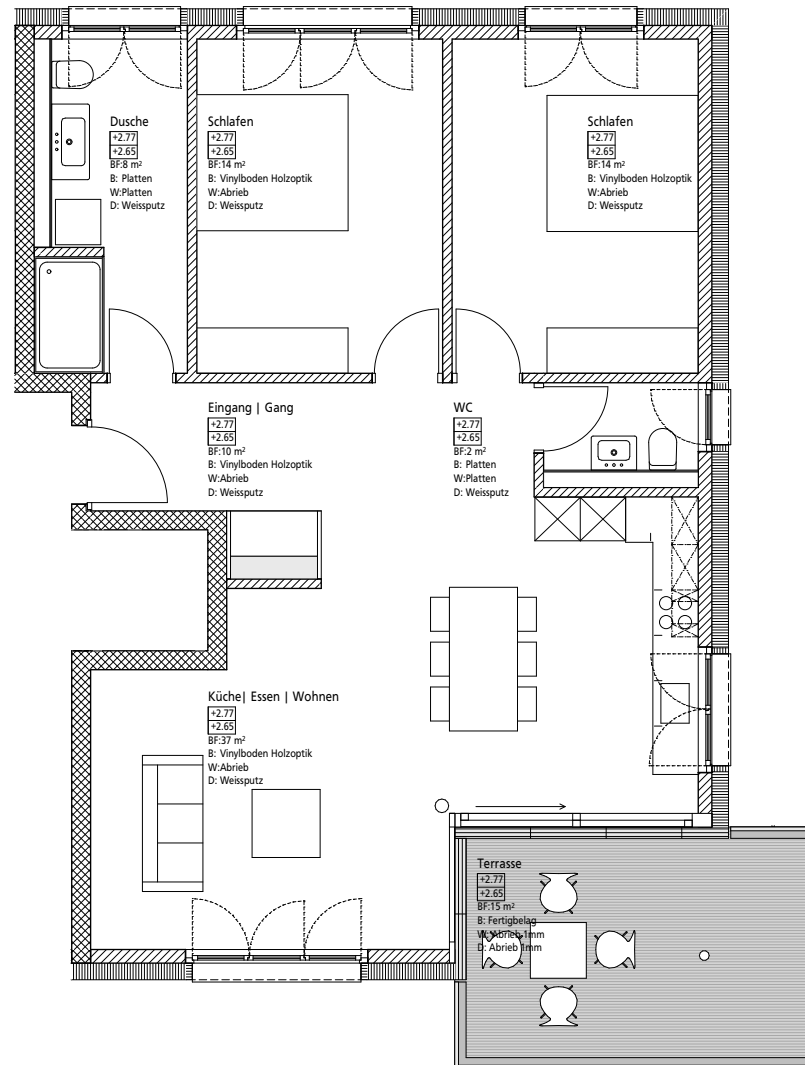 Dusche
+2.77
+2.65
BF:8 m²
B: Platten
W:Platten
D: Weissputz
Schlafen
+2.77
+2.65
BF:14 m²
B: Vinylboden Holzoptik
W:Abrieb
D: Weissputz
Schlafen
+2.77
+2.65
BF:14 m²
B: Vinylboden Holzoptik
W:Abrieb
D: Weissputz
Eingang | Gang
+2.77
+2.65
BF:10 m²
B: Vinylboden Holzoptik
W:Abrieb
D: Weissputz
WC
+2.77
+2.65
BF:2 m²
B: Platten
W:Platten
D: Weissputz
Küche| Essen | Wohnen
+2.77
+2.65
BF:37 m²
B: Vinylboden Holzoptik
W:Abrieb
D: Weissputz
Terrasse
+2.77
+2.65
BF:15 m²
B: Fertigbelag
W: Abrieb 1mm
D: Abrieb 1mm